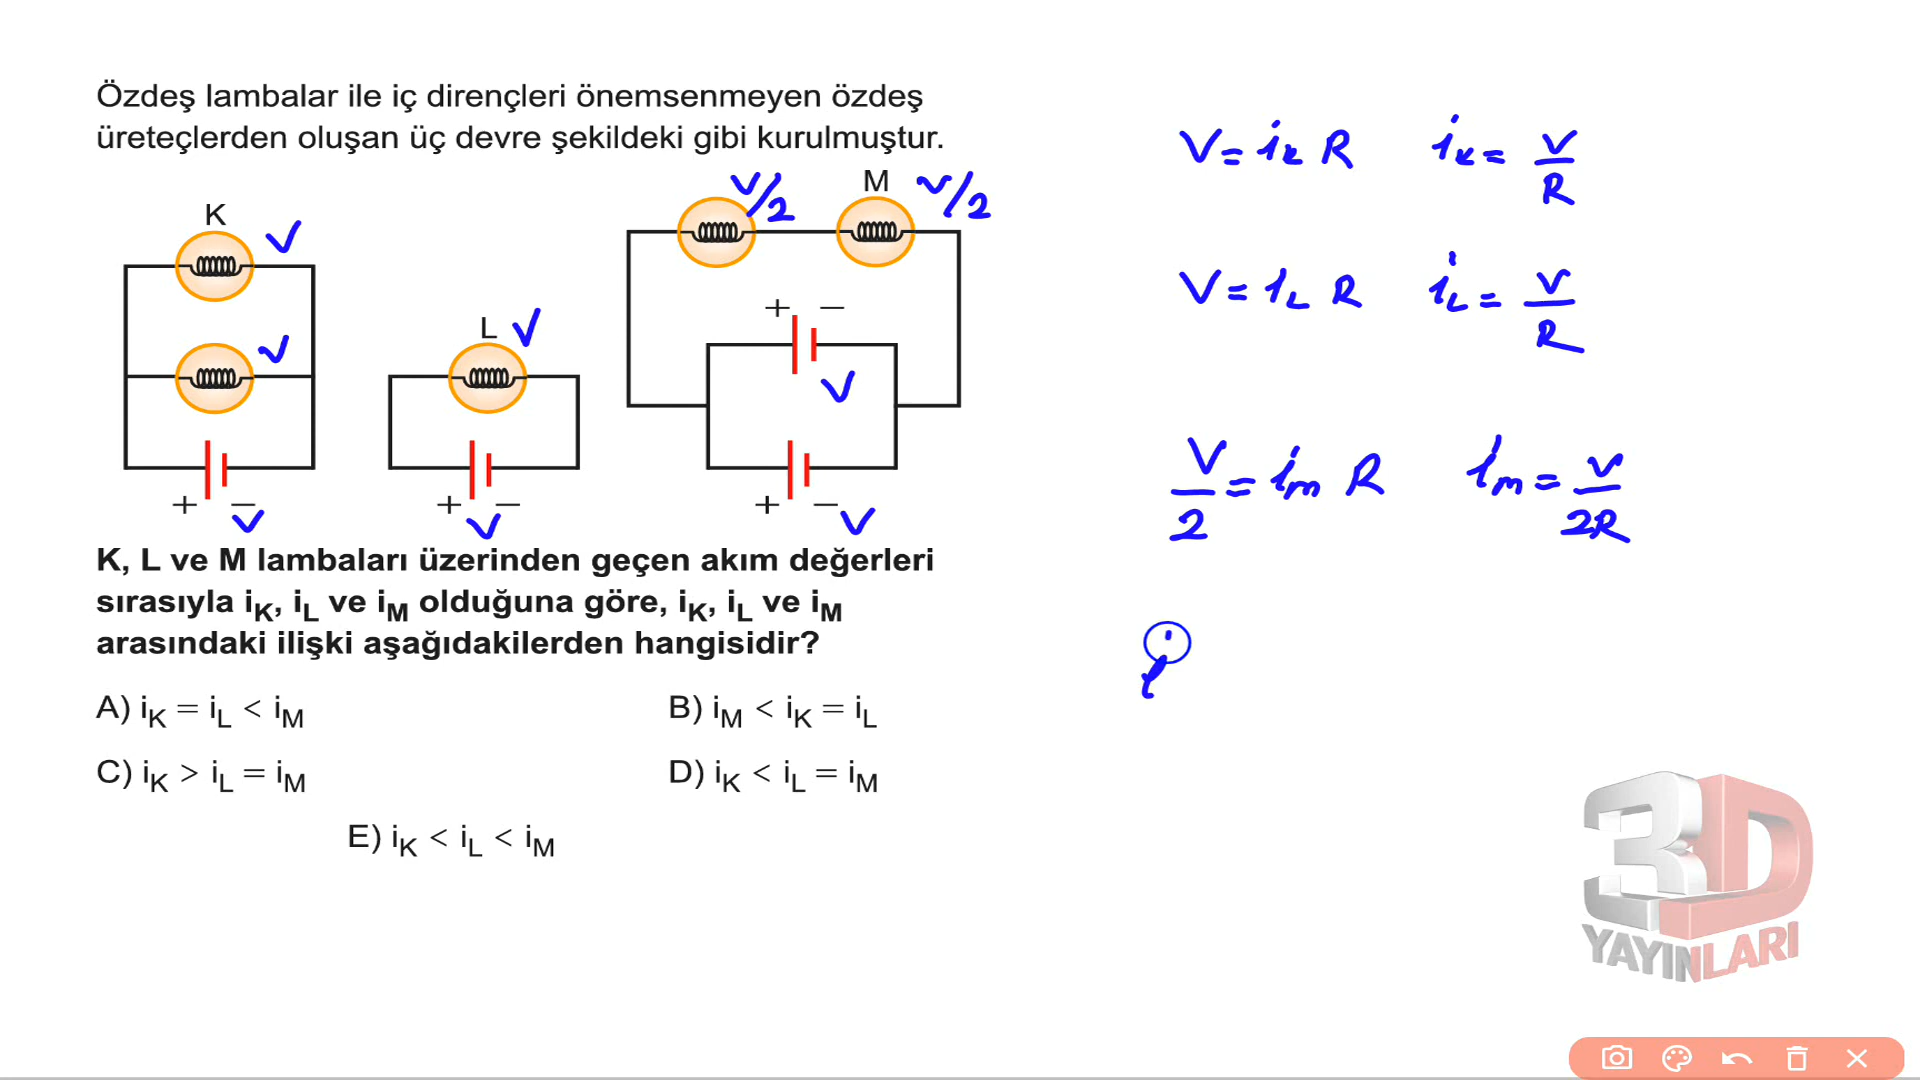 Özdeş lambalar ile iç dirençleri önemsenmeyen özdeş
üreteçlerden oluşan üç devre şekildeki gibi kurulmuştur.
K
V
V
+ −
V
L
V
+ −
V
V/2
M
V/2
+ −
V
+ −
V
K, L ve M lambaları üzerinden geçen akım değerleri
sırasıyla iK, iL ve iM olduğuna göre, iK, iL ve iM
arasındaki ilişki aşağıdakilerden hangisidir?
A) iK = iL < iM
B) iM < iK = iL
C) iK > iL = iM
D) iK < iL = iM
E) iK < iL < iM
V = iK R iK = V/R
V = iL R iL = V/R
V/2 = im R im = V/2R
i
3D
YAYINLARI